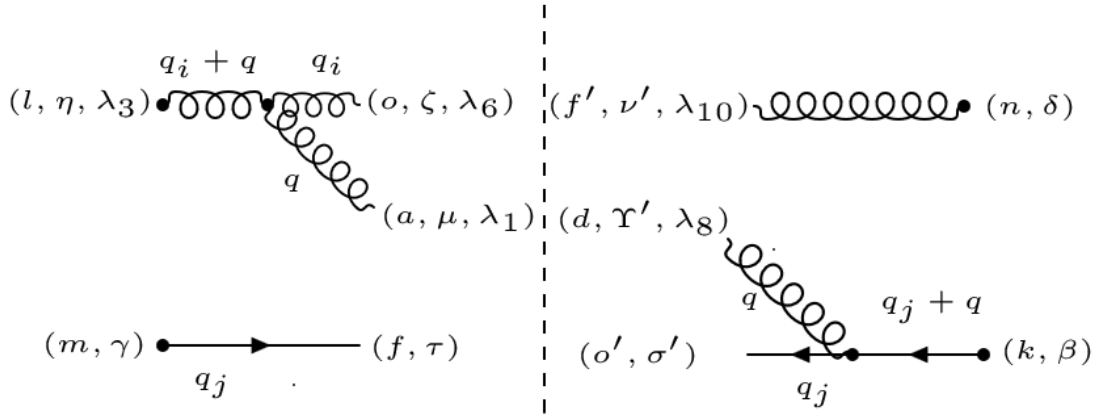 q_i + q q_i
(l, η, λ_3) (o, ζ, λ_6) (f′, ν′, λ_10) (n, δ)
q
(a, μ, λ_1) (d, ϒ′, λ_8)
q q_j + q
(m, γ) (f, τ) (o′, σ′) (k, β)
q_j q_j